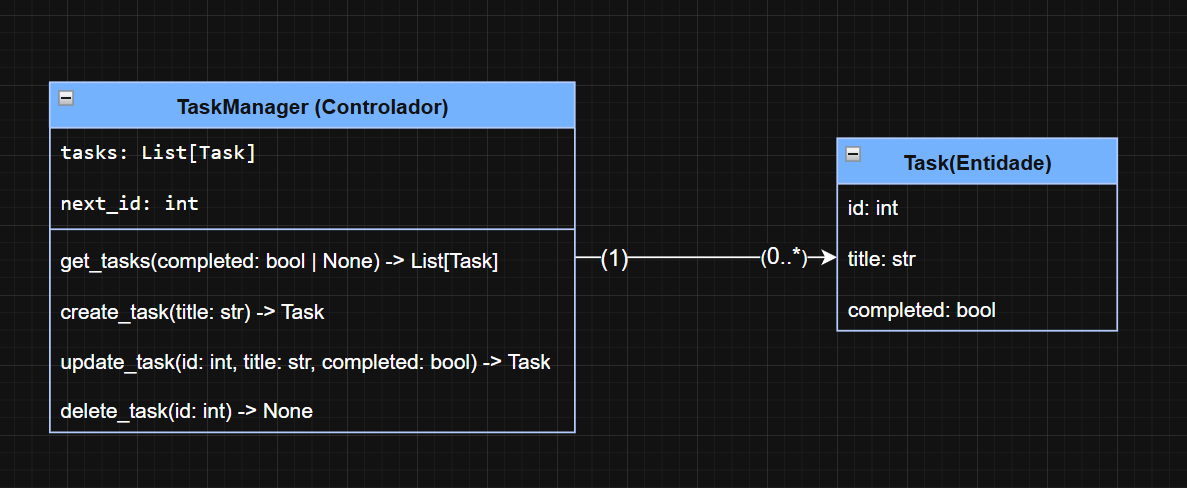 TaskManager (Controlador)
tasks: List[Task]
next_id: int
get_tasks(completed: bool | None) -> List[Task]
create_task(title: str) -> Task
update_task(id: int, title: str, completed: bool) -> Task
delete_task(id: int) -> None
(1)
(0..*)
Task(Entidade)
id: int
title: str
completed: bool